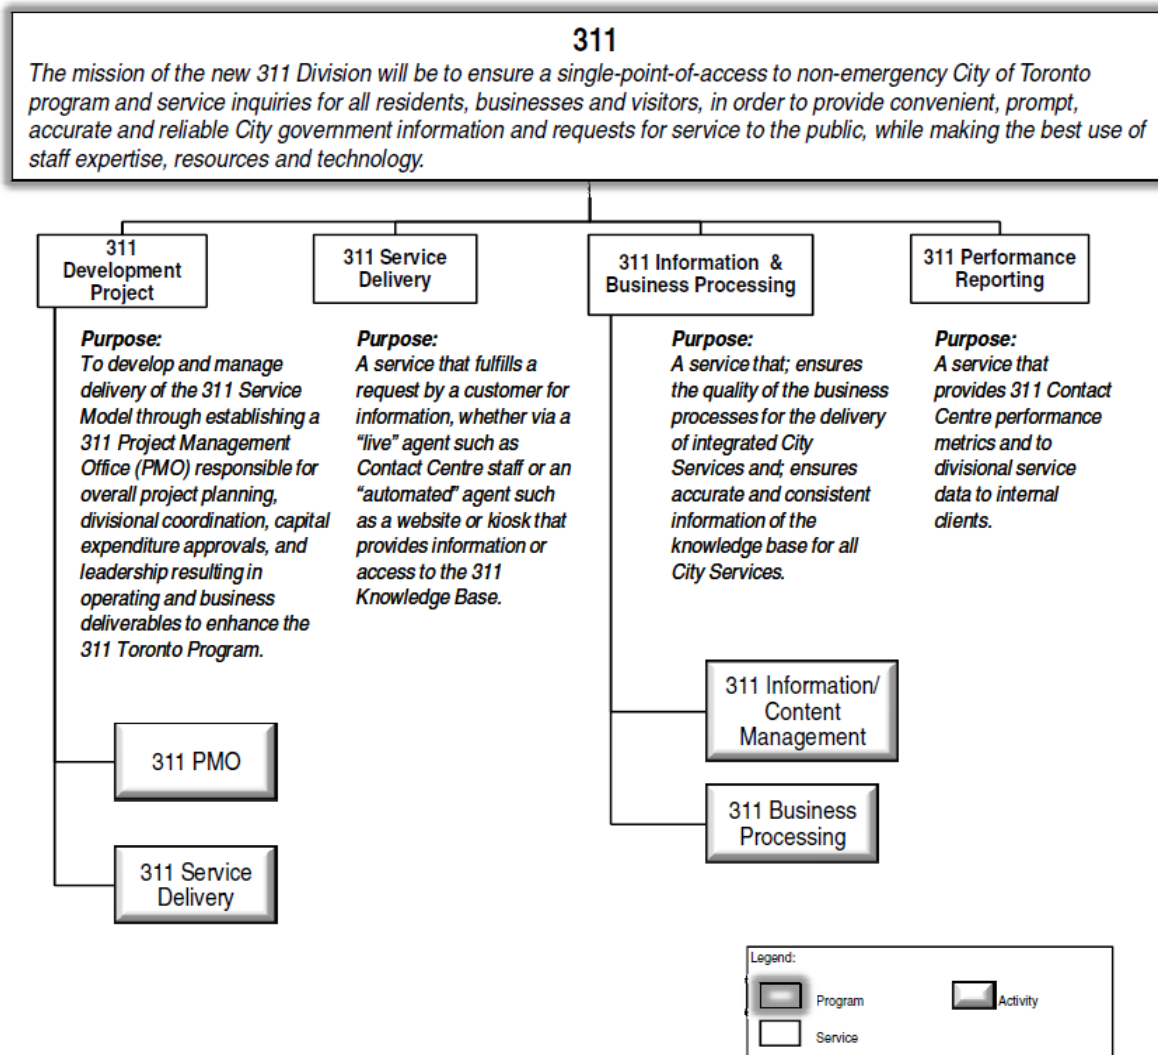 311
The mission of the new 311 Division will be to ensure a single-point-of-access to non-emergency City of Toronto
program and service inquiries for all residents, businesses and visitors, in order to provide convenient, prompt,
accurate and reliable City government information and requests for service to the public, while making the best use of
staff expertise, resources and technology.
311
Development
Project
Purpose:
To develop and manage
delivery of the 311 Service
Model through establishing a
311 Project Management
Office (PMO) responsible for
overall project planning,
divisional coordination, capital
expenditure approvals, and
leadership resulting in
operating and business
deliverables to enhance the
311 Toronto Program.
311 PMO
311 Service
Delivery
311 Service
Delivery
Purpose:
A service that fulfills a
request by a customer for
information, whether via a
“live” agent such as
Contact Centre staff or an
“automated” agent such
as a website or kiosk that
provides information or
access to the 311
Knowledge Base.
311 Information &
Business Processing
Purpose:
A service that; ensures
the quality of the business
processes for the delivery
of integrated City
Services and; ensures
accurate and consistent
information of the
knowledge base for all
City Services.
311 Information/
Content
Management
311 Business
Processing
311 Performance
Reporting
Purpose:
A service that
provides 311 Contact
Centre performance
metrics and to
divisional service
data to internal
clients.
Legend:
Program
Activity
Service